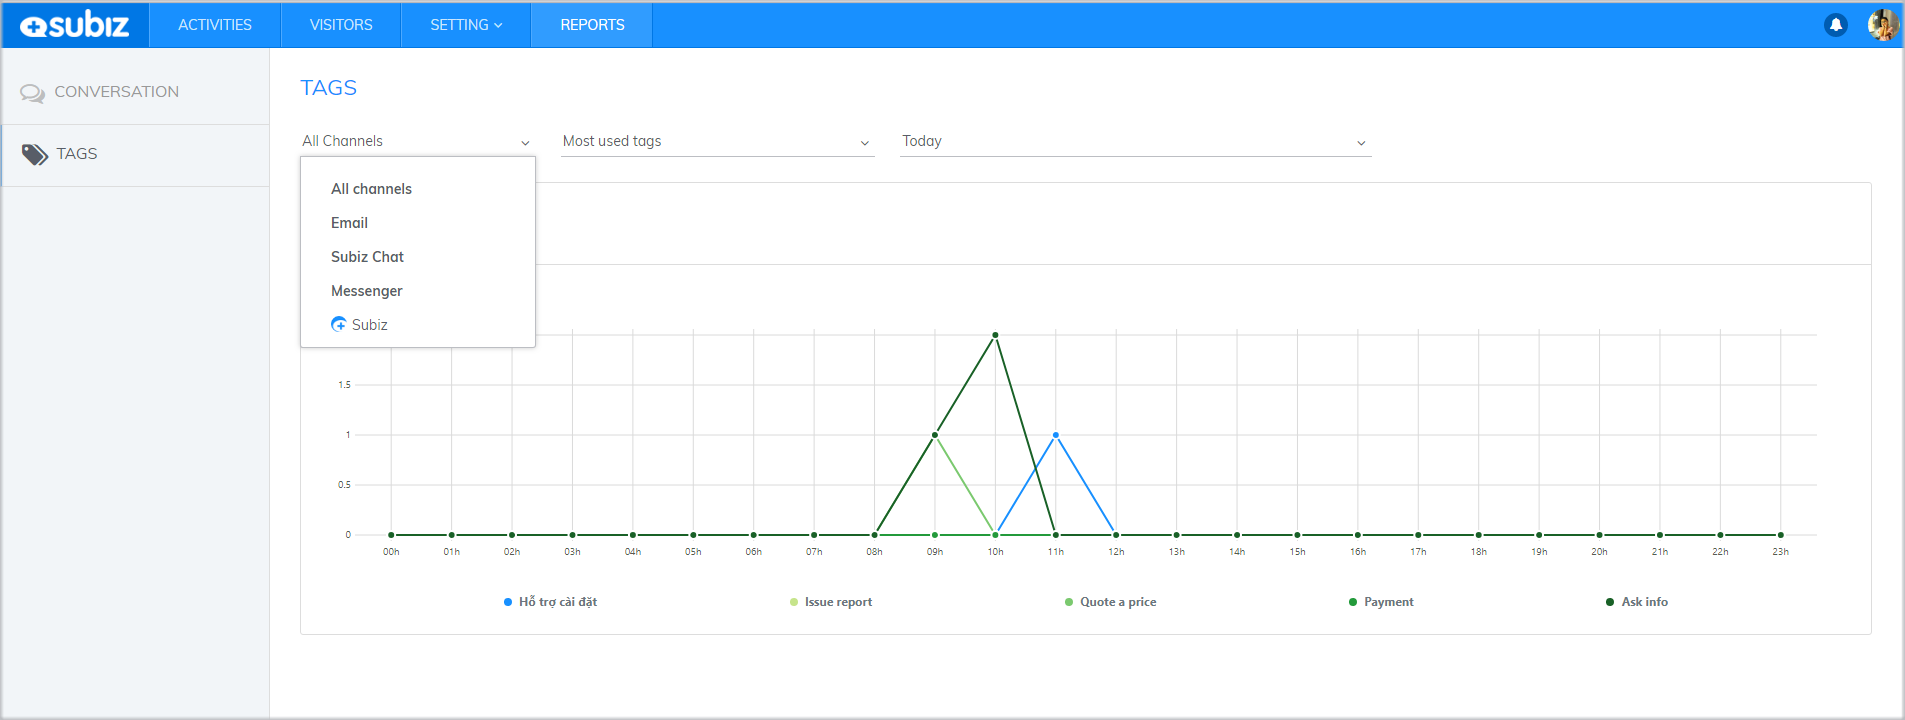 subiz
ACTIVITIES
VISITORS
SETTING
REPORTS
CONVERSATION
TAGS
TAGS
All Channels
Most used tags
Today
All channels
Email
Subiz Chat
Messenger
Subiz
1.5
1
0.5
0
00h 01h 02h 03h 04h 05h 06h 07h 08h 09h 10h 11h 12h 13h 14h 15h 16h 17h 18h 19h 20h 21h 22h 23h
Hỗ trợ cài đặt
Issue report
Quote a price
Payment
Ask info